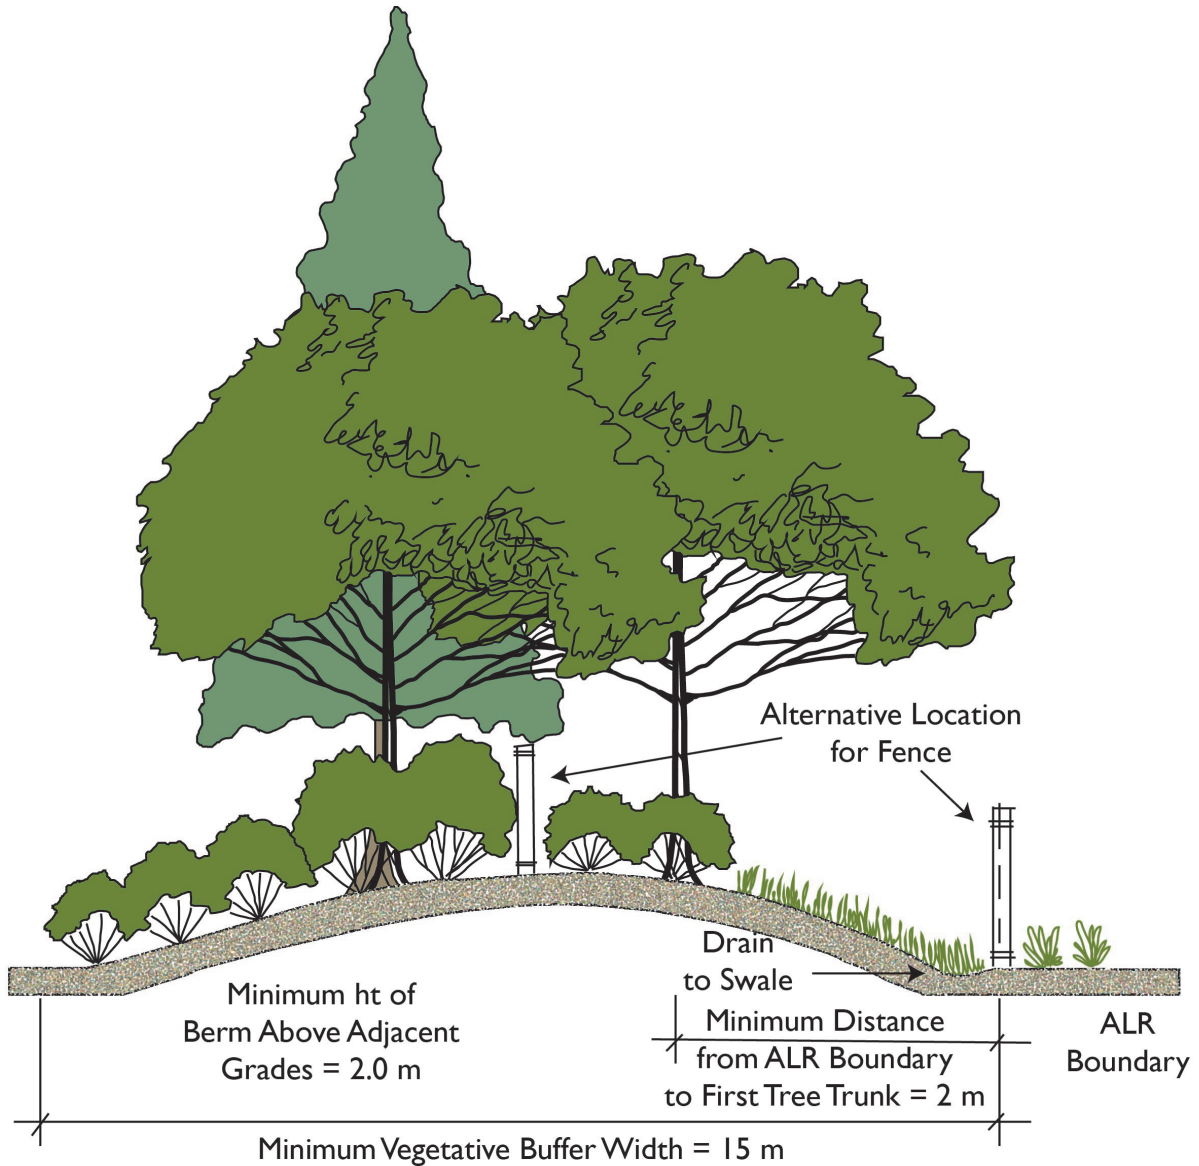 Alternative Location
for Fence
Drain
to Swale
Minimum ht of
Berm Above Adjacent
Grades = 2.0 m
Minimum Distance
from ALR Boundary
to First Tree Trunk = 2 m
ALR
Boundary
Minimum Vegetative Buffer Width = 15 m